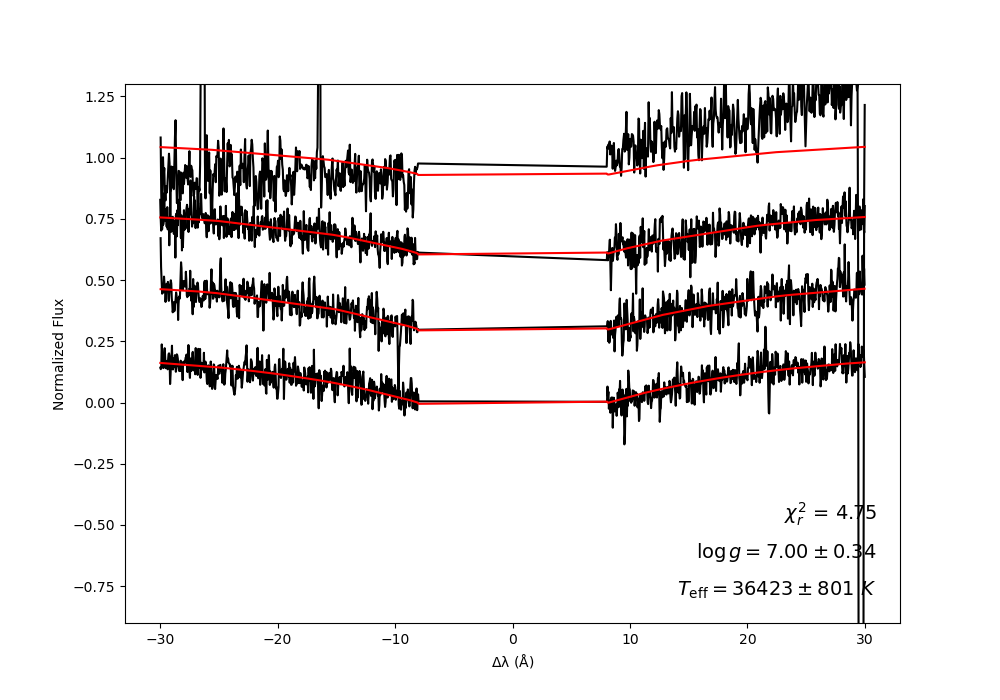 1.25
1.00
0.75
0.50
0.25
0.00
−0.25
−0.50
−0.75
Normalized Flux
χ²ᵣ = 4.75
log g = 7.00 ± 0.34
T_eff = 36423 ± 801 K
−30 −20 −10 0 10 20 30
Δλ (Å)